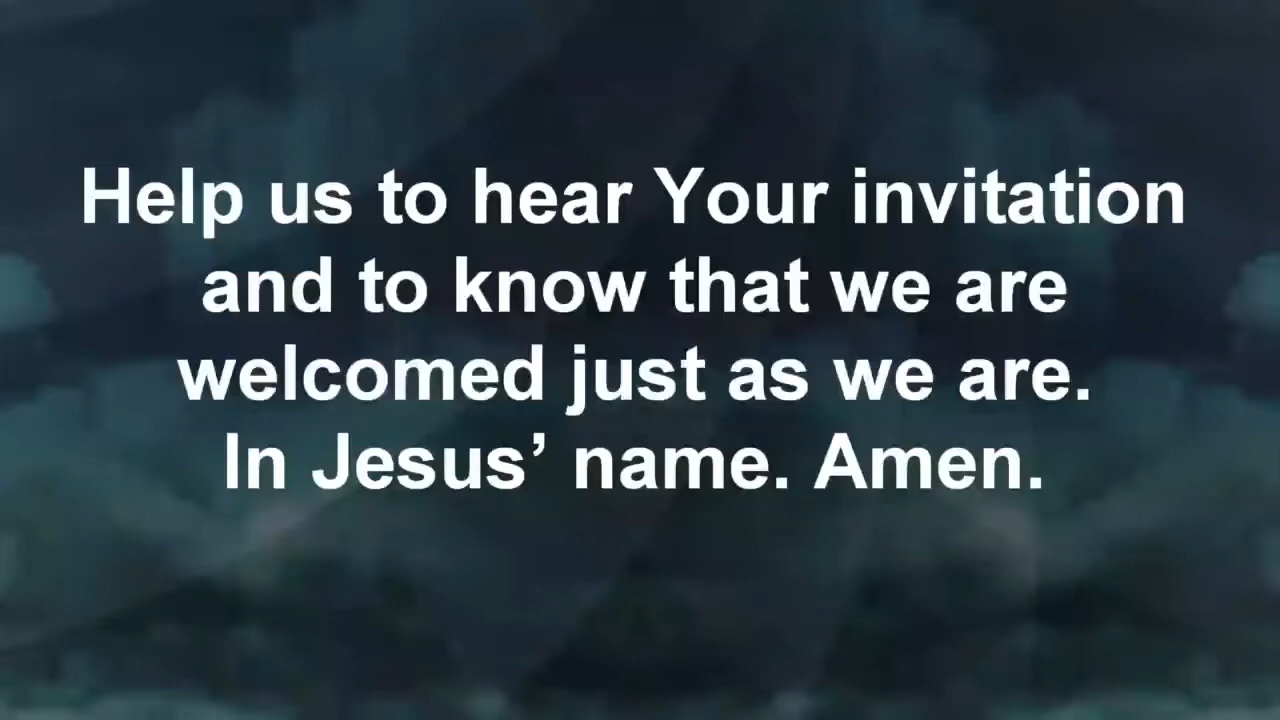 Help us to hear Your invitation
and to know that we are
welcomed just as we are.
In Jesus’ name. Amen.